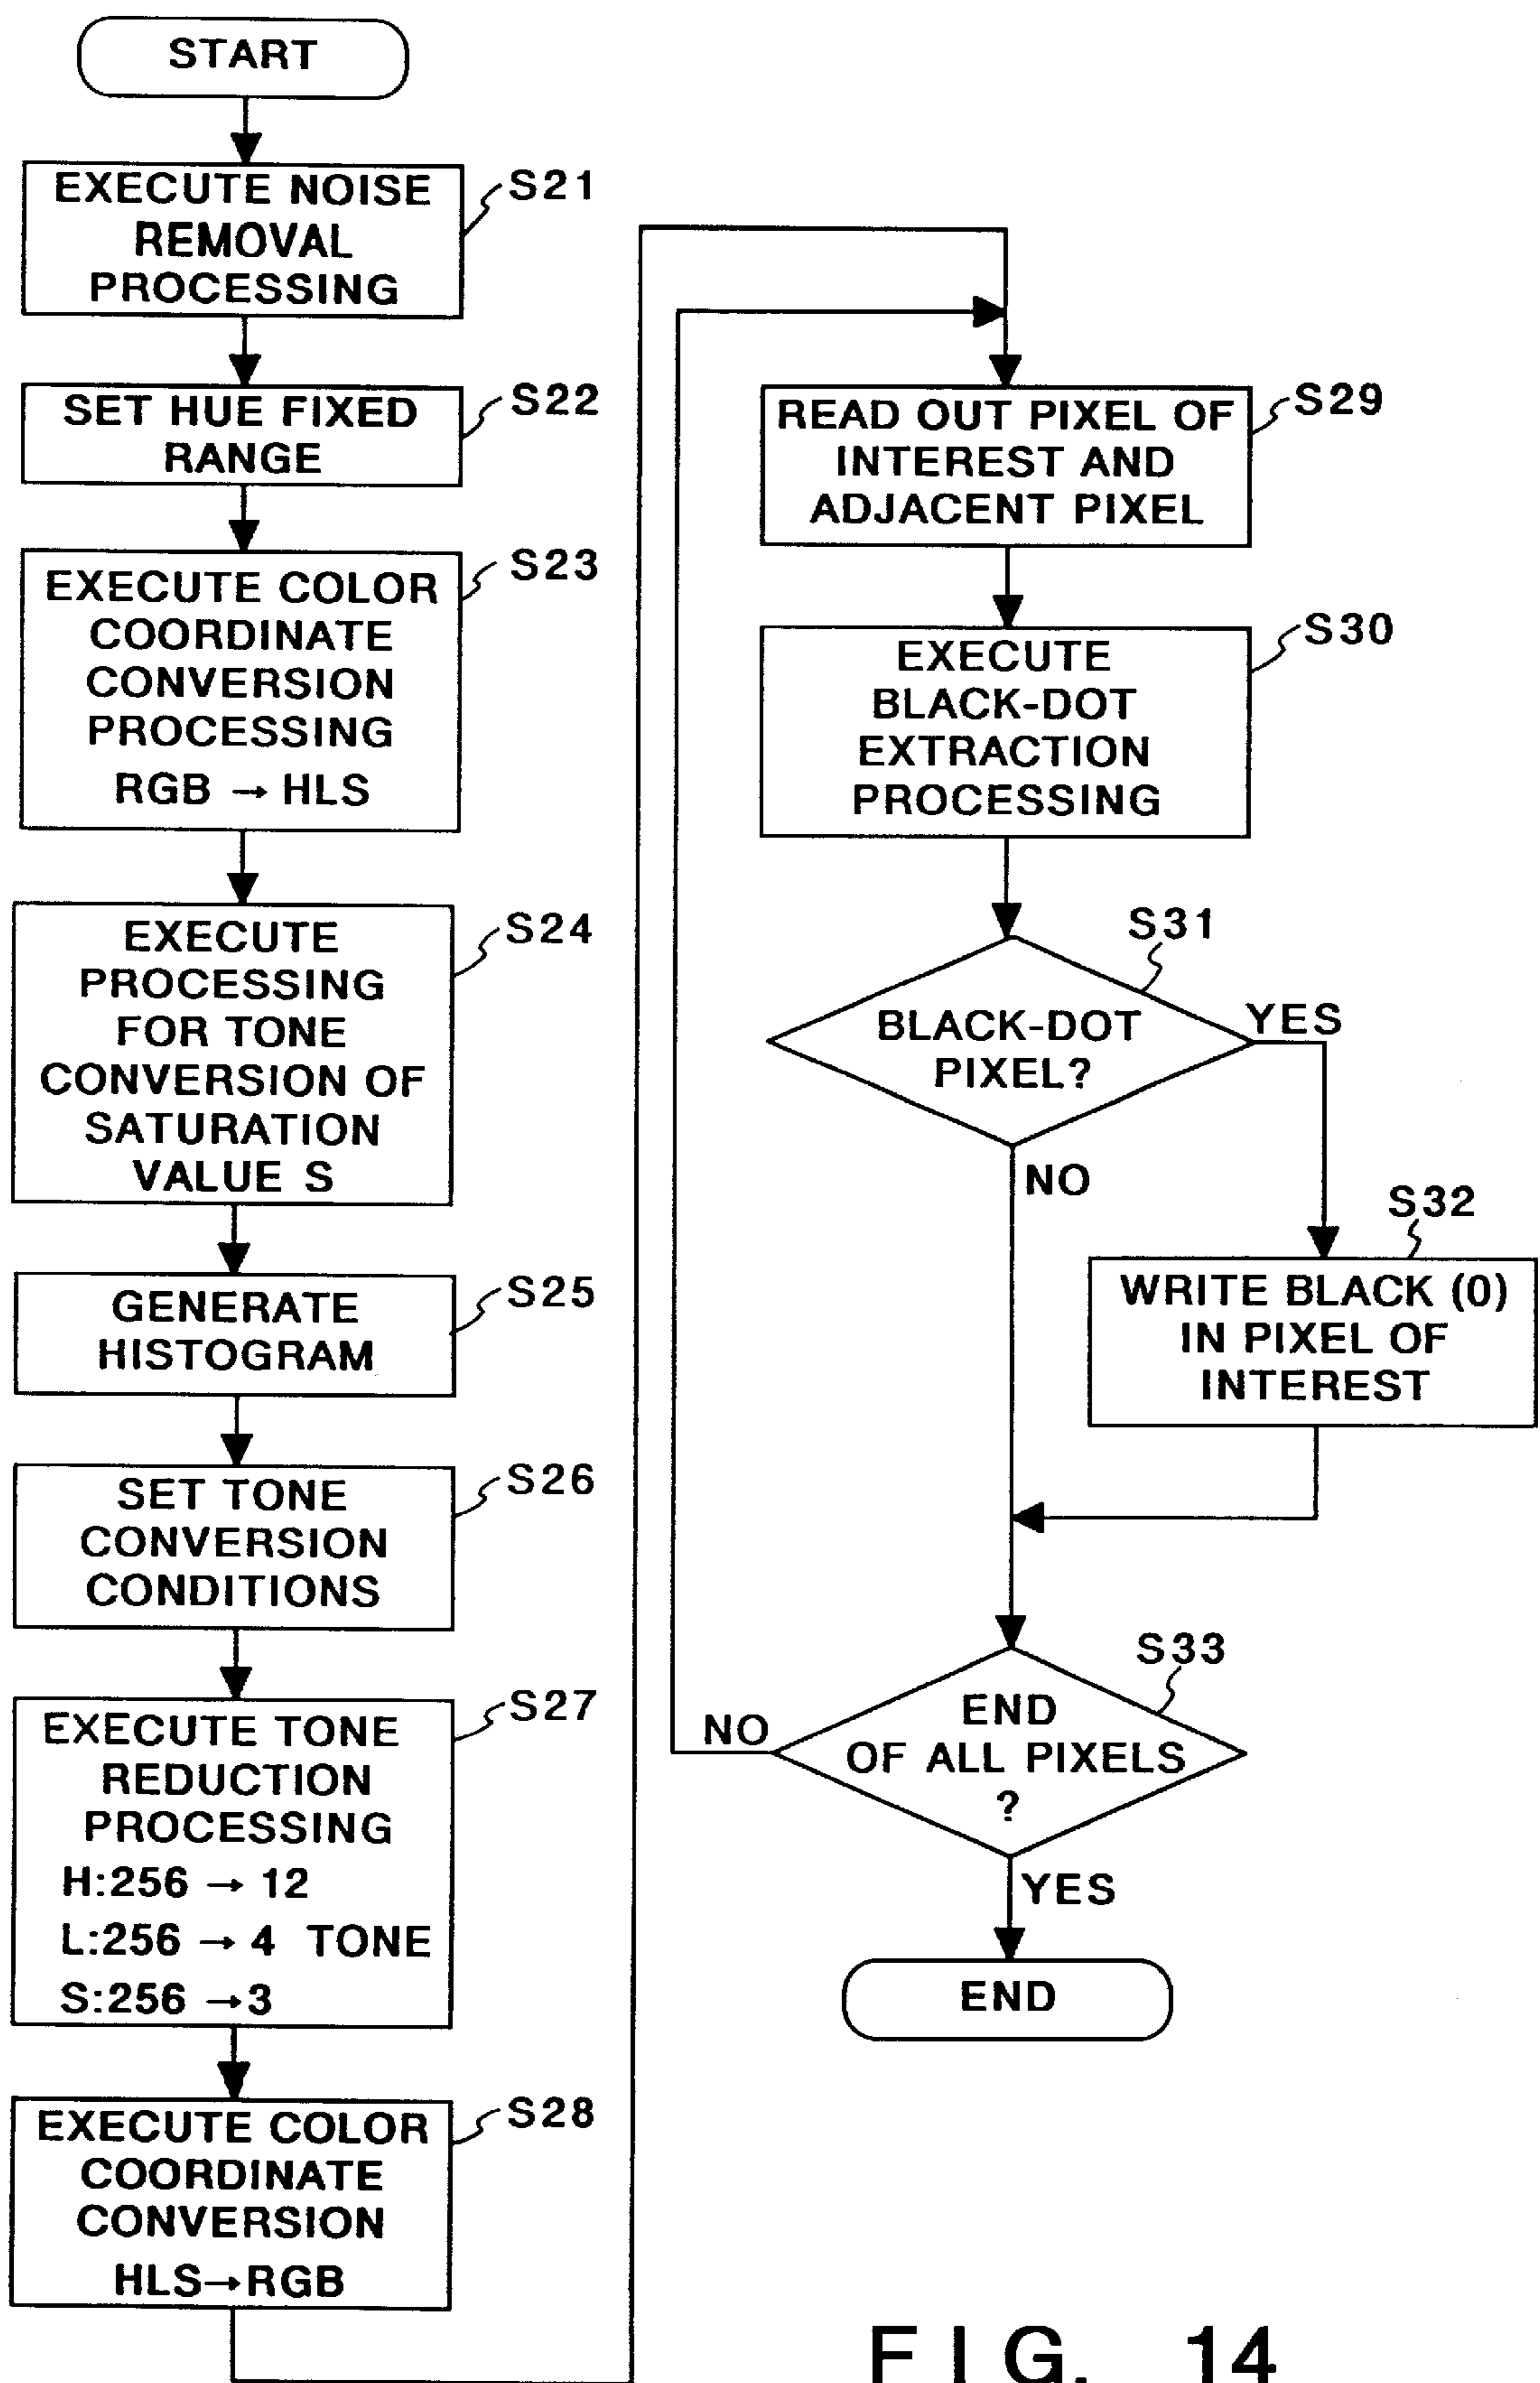 START
EXECUTE NOISE
REMOVAL
PROCESSING
S21
SET HUE FIXED
RANGE
S22
EXECUTE COLOR
COORDINATE
CONVERSION
PROCESSING
RGB → HLS
S23
EXECUTE
PROCESSING
FOR TONE
CONVERSION OF
SATURATION
VALUE S
S24
GENERATE
HISTOGRAM
S25
SET TONE
CONVERSION
CONDITIONS
S26
EXECUTE TONE
REDUCTION
PROCESSING
H:256 → 12
L:256 → 4 TONE
S:256 →3
S27
EXECUTE COLOR
COORDINATE
CONVERSION
HLS→RGB
S28
READ OUT PIXEL OF
INTEREST AND
ADJACENT PIXEL
S29
EXECUTE
BLACK-DOT
EXTRACTION
PROCESSING
S30
S31
BLACK-DOT
PIXEL?
YES
NO
S32
WRITE BLACK (0)
IN PIXEL OF
INTEREST
S33
END
OF ALL PIXELS
?
NO
YES
END
FIG. 14